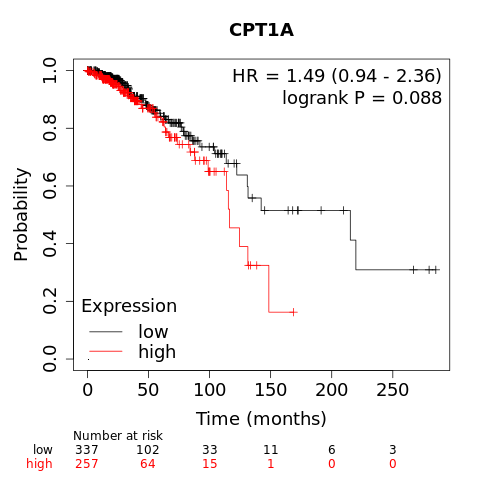 CPT1A
HR = 1.49 (0.94 - 2.36)
logrank P = 0.088
Probability
1.0
0.8
0.6
0.4
0.2
0.0
Expression
low
high
0 50 100 150 200 250
Time (months)
Number at risk
low 337 102 33 11 6 3
high 257 64 15 1 0 0